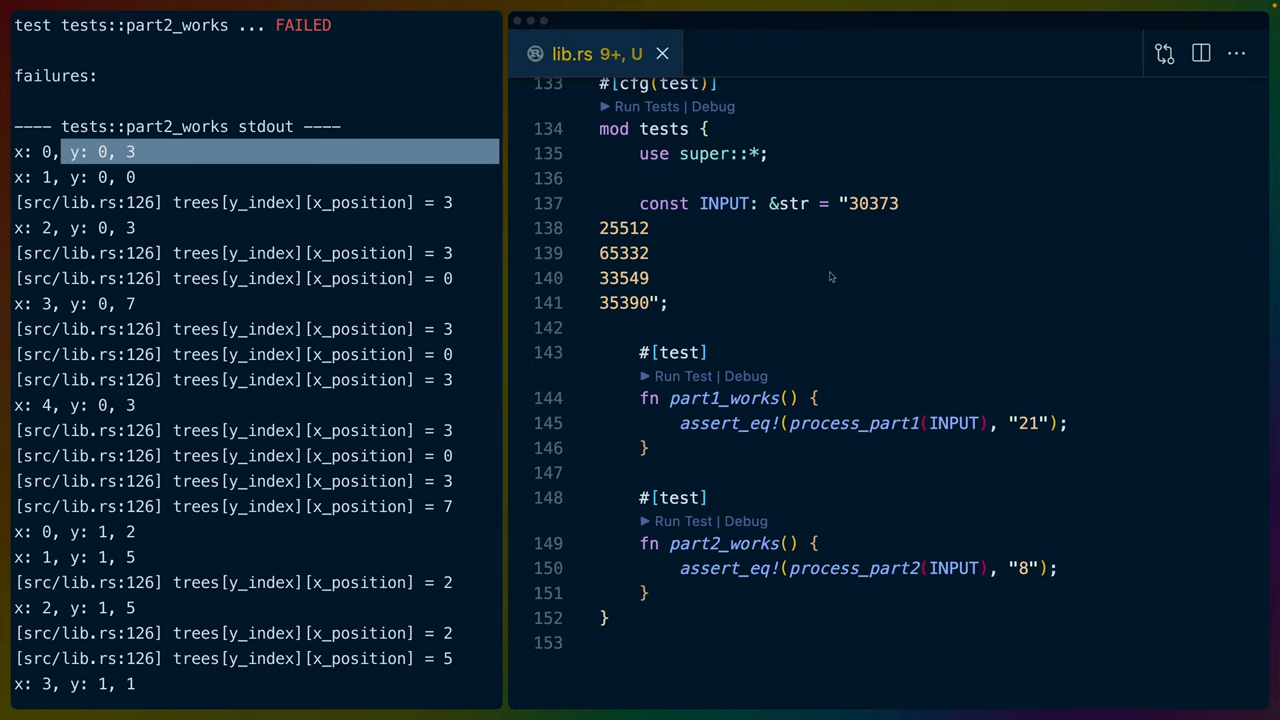 test tests::part2_works ... FAILED
failures:
---- tests::part2_works stdout ----
x: 0, y: 0, 3
x: 1, y: 0, 0
[src/lib.rs:126] trees[y_index][x_position] = 3
x: 2, y: 0, 3
[src/lib.rs:126] trees[y_index][x_position] = 3
[src/lib.rs:126] trees[y_index][x_position] = 0
x: 3, y: 0, 7
[src/lib.rs:126] trees[y_index][x_position] = 3
[src/lib.rs:126] trees[y_index][x_position] = 0
[src/lib.rs:126] trees[y_index][x_position] = 3
x: 4, y: 0, 3
[src/lib.rs:126] trees[y_index][x_position] = 3
[src/lib.rs:126] trees[y_index][x_position] = 0
[src/lib.rs:126] trees[y_index][x_position] = 3
[src/lib.rs:126] trees[y_index][x_position] = 7
x: 0, y: 1, 2
x: 1, y: 1, 5
[src/lib.rs:126] trees[y_index][x_position] = 2
x: 2, y: 1, 5
[src/lib.rs:126] trees[y_index][x_position] = 2
[src/lib.rs:126] trees[y_index][x_position] = 5
x: 3, y: 1, 1
lib.rs 9+, U
133 #[cfg(test)]
Run Tests | Debug
134 mod tests {
135 use super::*;
136
137 const INPUT: &str = "30373
138 25512
139 65332
140 33549
141 35390";
142
143 #[test]
Run Test | Debug
144 fn part1_works() {
145 assert_eq!(process_part1(INPUT), "21");
146 }
147
148 #[test]
Run Test | Debug
149 fn part2_works() {
150 assert_eq!(process_part2(INPUT), "8");
151 }
152 }
153